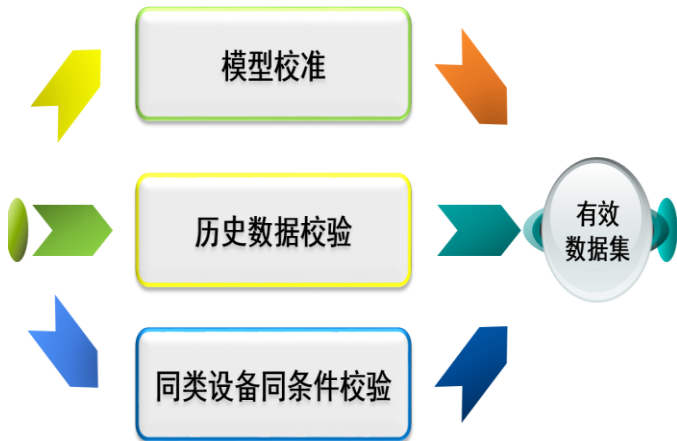 模型校准
历史数据校验
有效
数据集
同类设备同条件校验